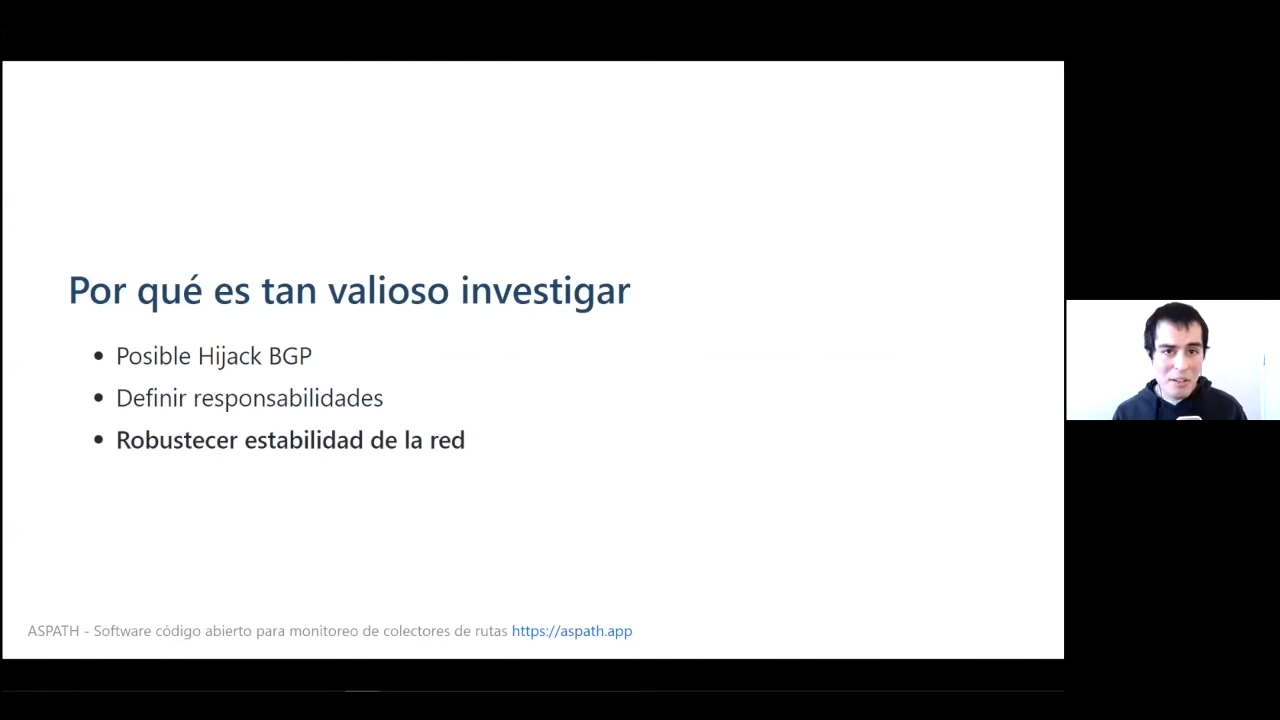 Por qué es tan valioso investigar
Posible Hijack BGP
Definir responsabilidades
Robustecer estabilidad de la red
ASPATH - Software código abierto para monitoreo de colectores de rutas https://aspath.app